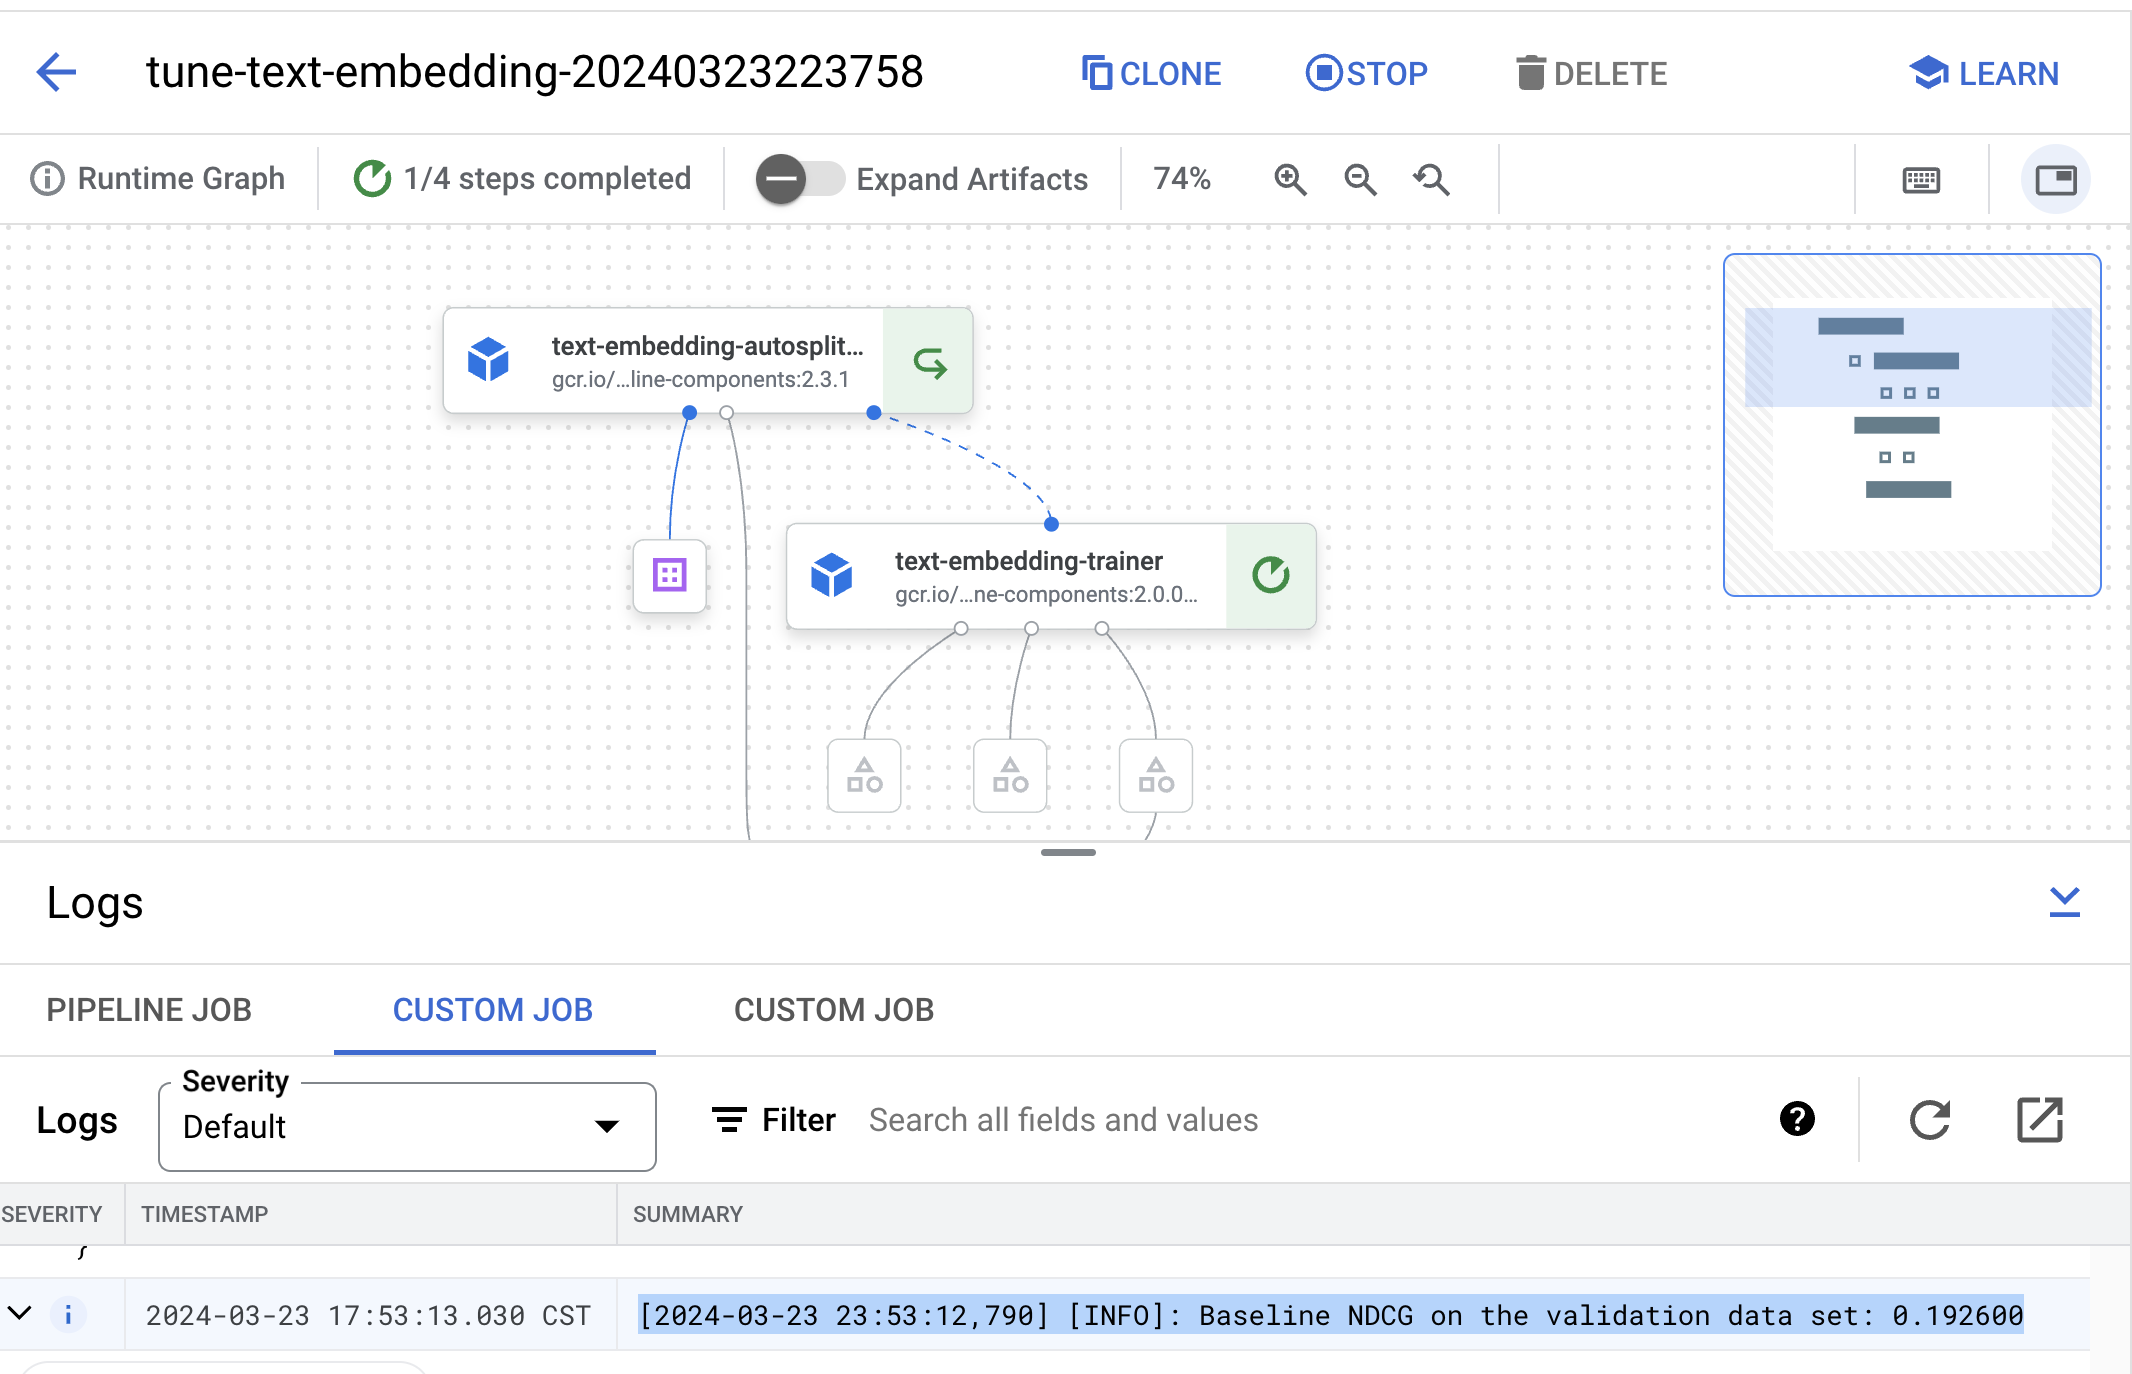 tune-text-embedding-20240323223758
CLONE
STOP
DELETE
LEARN
Runtime Graph
1/4 steps completed
Expand Artifacts
74%
text-embedding-autosplit...
gcr.io/...line-components:2.3.1
text-embedding-trainer
gcr.io/...ne-components:2.0.0...
Logs
PIPELINE JOB
CUSTOM JOB
CUSTOM JOB
Logs
Severity
Default
Filter
Search all fields and values
SEVERITY
TIMESTAMP
SUMMARY
}
2024-03-23 17:53:13.030 CST
[2024-03-23 23:53:12,790] [INFO]: Baseline NDCG on the validation data set: 0.192600